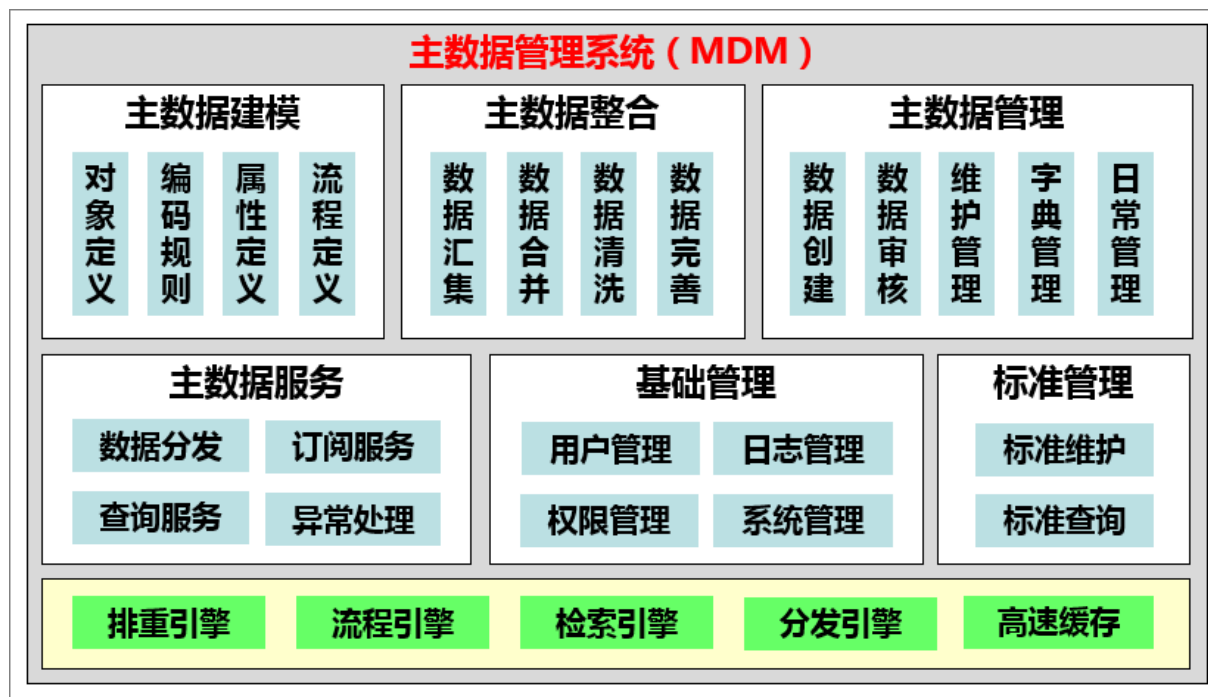 主数据管理系统（MDM）
主数据建模
对象定义
编码规则
属性定义
流程定义
主数据整合
数据汇集
数据合并
数据清洗
数据完善
主数据管理
数据创建
数据审核
维护管理
字典管理
日常管理
主数据服务
数据分发
订阅服务
查询服务
异常处理
基础管理
用户管理
日志管理
权限管理
系统管理
标准管理
标准维护
标准查询
排重引擎
流程引擎
检索引擎
分发引擎
高速缓存